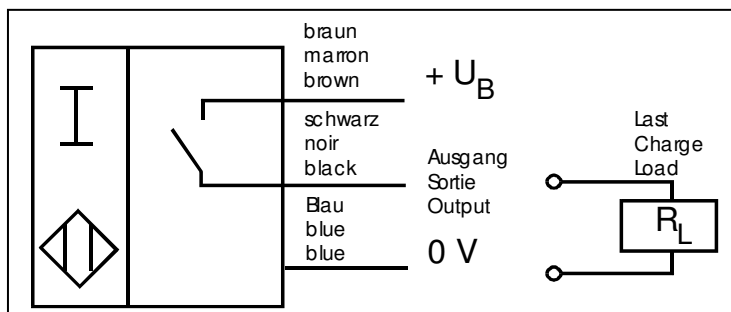 braun
marron
brown
+ U_B
schwarz
noir
black
Ausgang
Sortie
Output
Last
Charge
Load
R_L
Blau
blue
blue
0 V